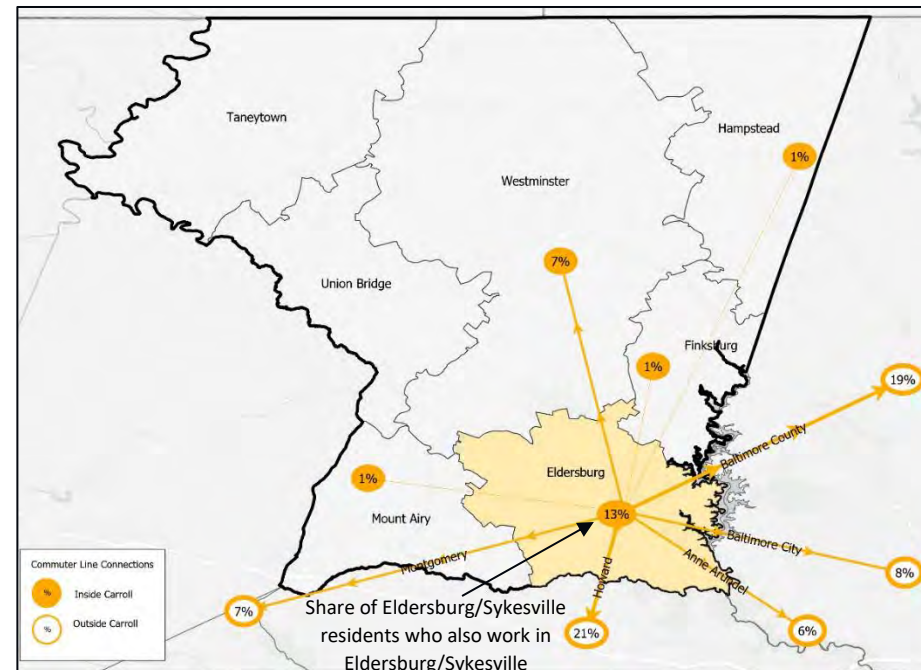 Taneytown
Hampstead
1%
Westminster
7%
Union Bridge
Finksburg
1%
19%
Baltimore County
Eldersburg
1%
Mount Airy
13%
Baltimore City
Montgomery
Howard
Anne Arundel
8%
Commuter Line Connections
% Inside Carroll
% Outside Carroll
7%
Share of Eldersburg/Sykesville
residents who also work in
Eldersburg/Sykesville
21%
6%